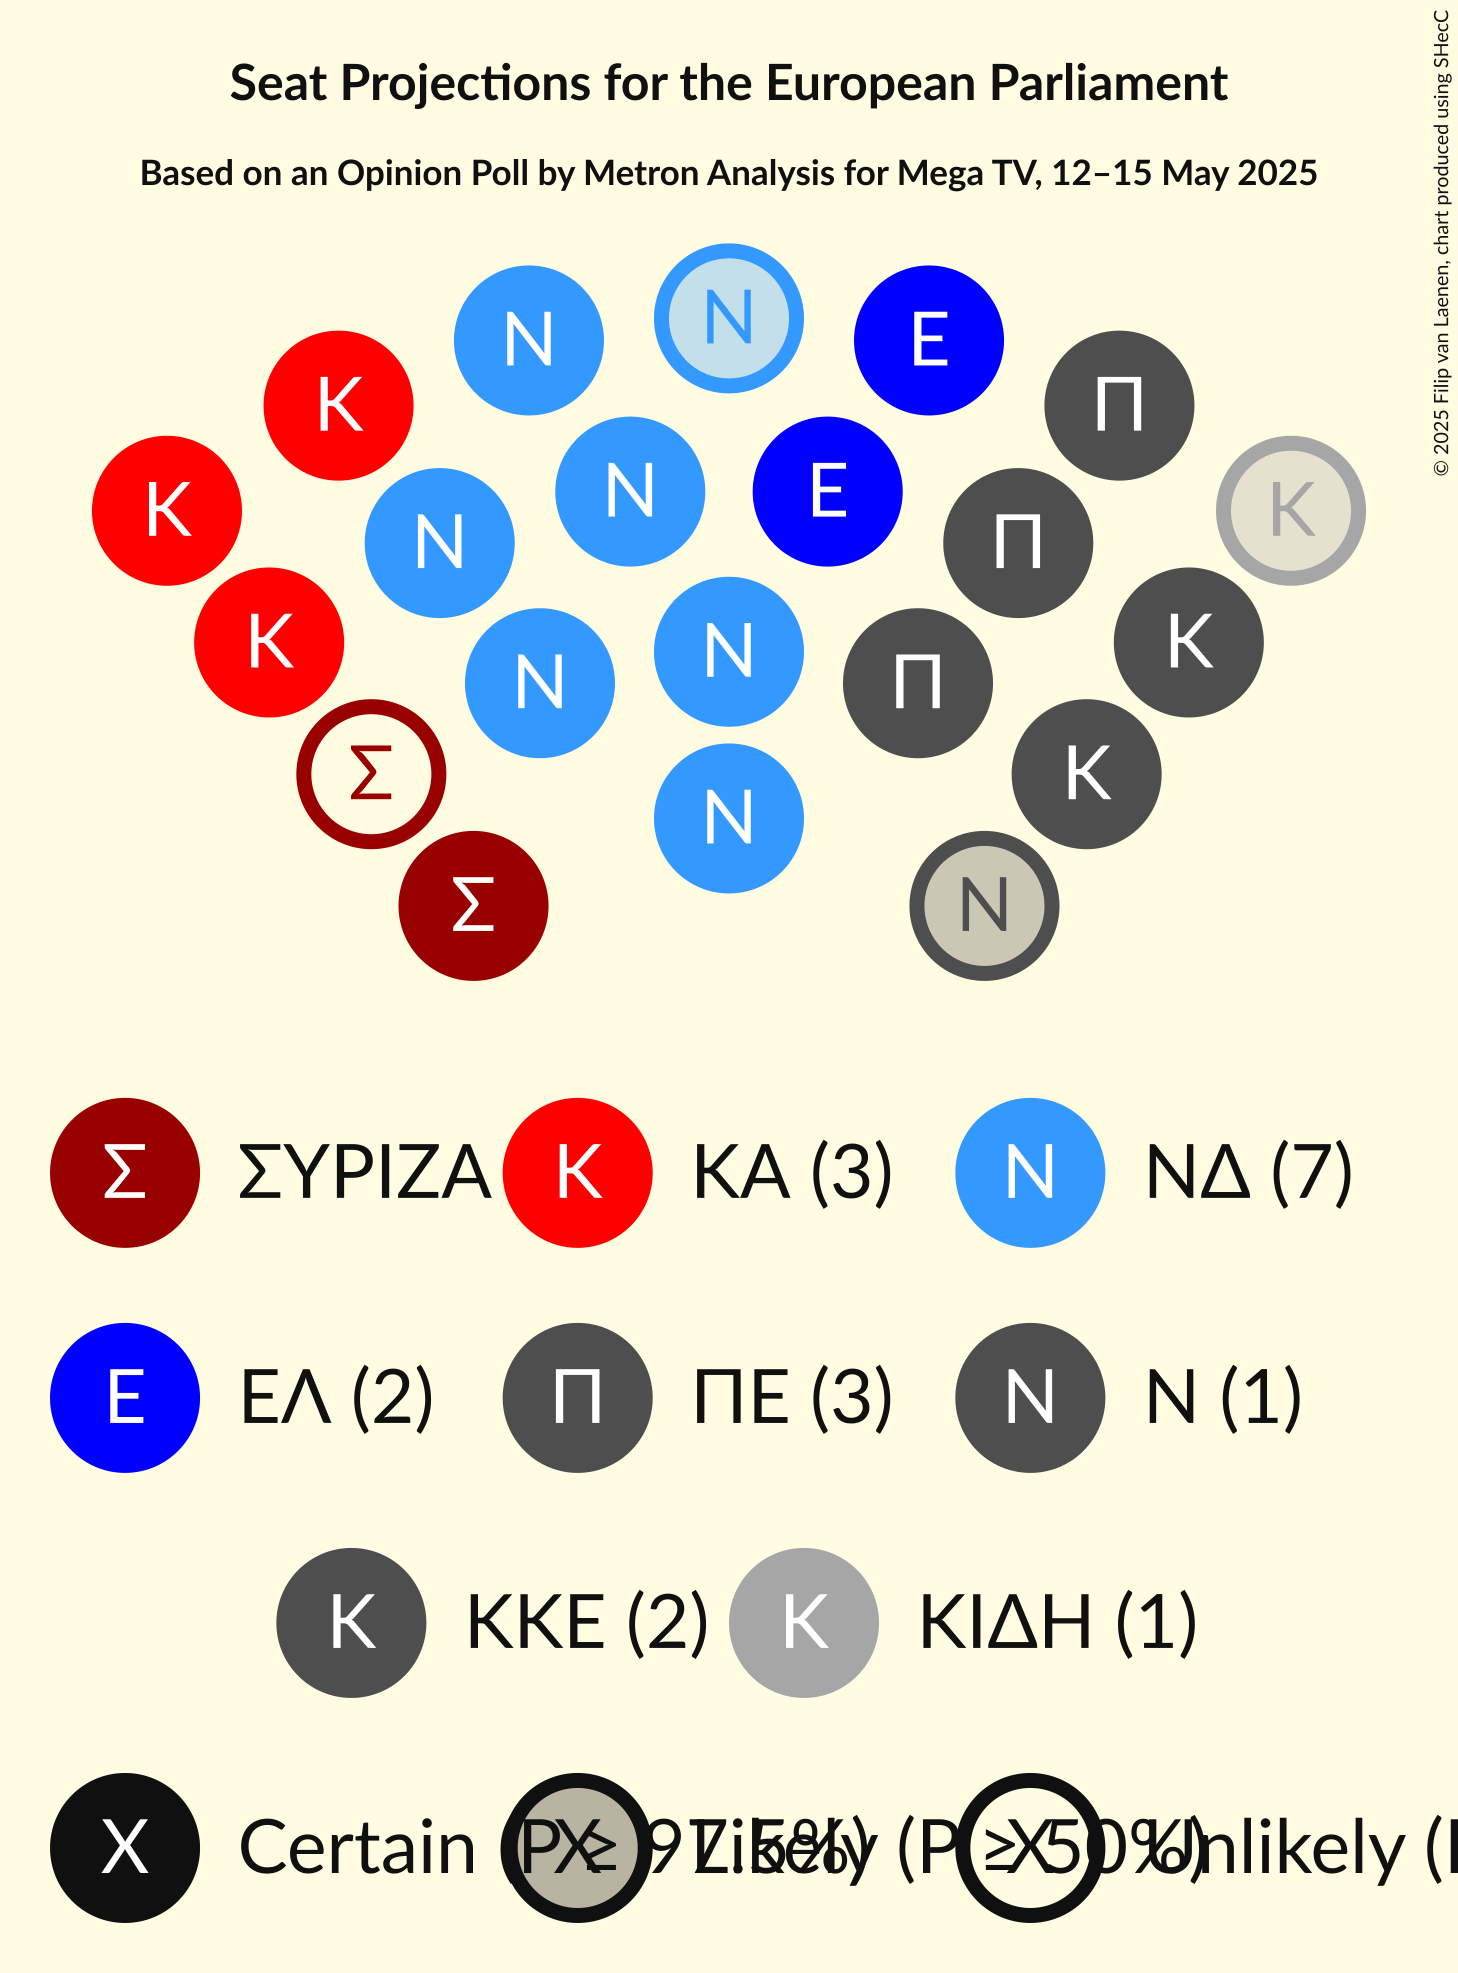 Seat Projections for the European Parliament
Based on an Opinion Poll by Metron Analysis for Mega TV, 12–15 May 2025
© 2025 Filip van Laenen, chart produced using SHecC
Ν
Ν Ε
Κ Π
Κ Ν Ε Κ
Ν Π
Κ Κ
Ν Ν Π
Σ Κ
Ν
Σ Ν
Σ ΣΥΡΙΖΑ Κ ΚΑ (3) Ν ΝΔ (7)
Ε ΕΛ (2) Π ΠΕ (3) Ν Ν (1)
Κ ΚΚΕ (2) Κ ΚΙΔΗ (1)
X Certain (P ≥ 97.5%) X Likely (P ≥ 50%) X Unlikely (